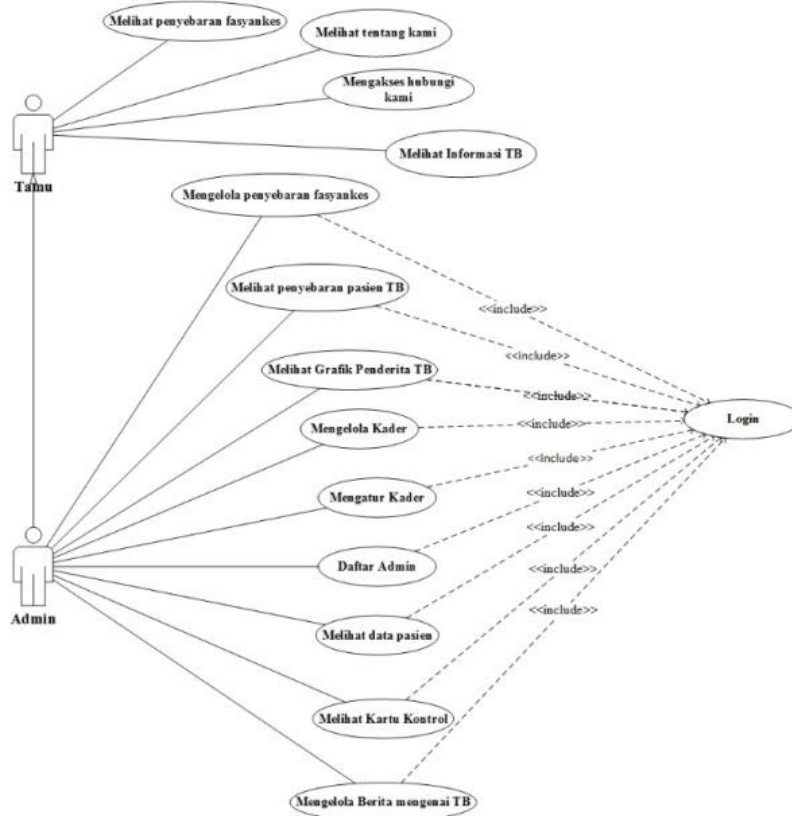 Melihat penyebaran fasyankes
Melihat tentang kami
Mengakses hubungi
kami
Melihat Informasi TB
Tamu
Mengelola penyebaran fasyankes
Melihat penyebaran pasien TB
<<include>>
<<include>>
Melihat Grafik Penderita TB
<<include>>
Login
Mengelola Kader
<<include>>
<<include>>
Mengatur Kader
<<include>>
<<include>>
Daftar Admin
<<include>>
Admin
<<include>>
Melihat data pasien
Melihat Kartu Kontrol
Mengelola Berita mengenai TB